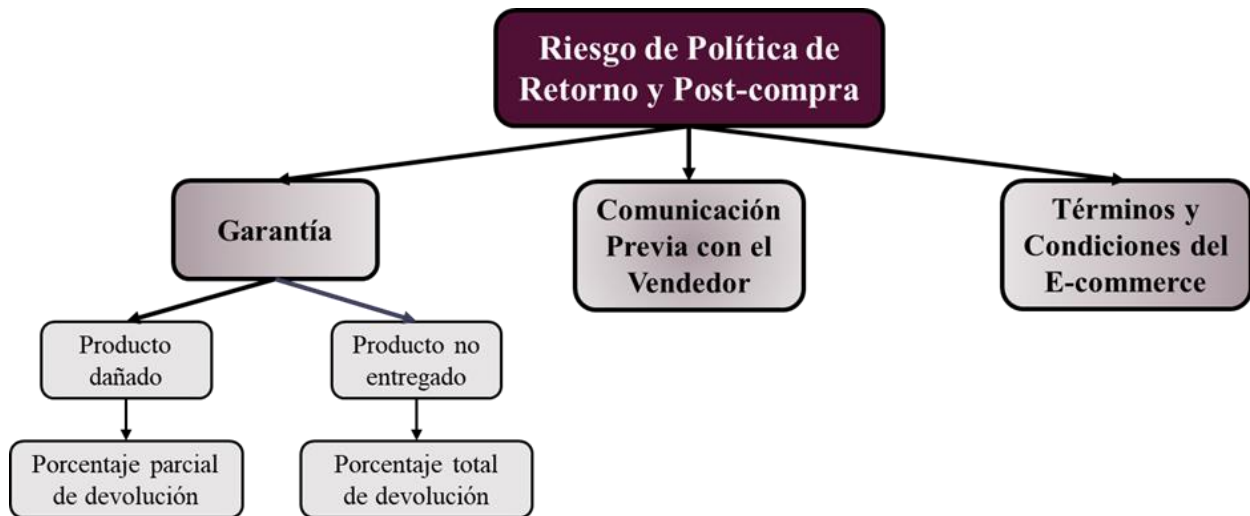 Riesgo de Política de
Retorno y Post-compra
Garantía
Comunicación
Previa con el
Vendedor
Términos y
Condiciones del
E-commerce
Producto
dañado
Producto no
entregado
Porcentaje parcial
de devolución
Porcentaje total
de devolución